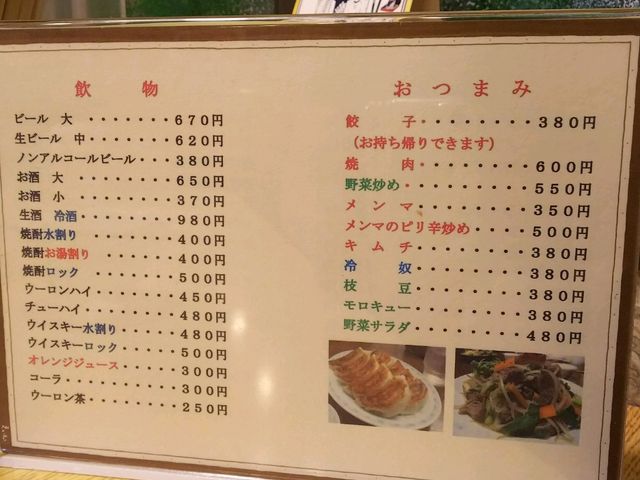 飲物
ビール 大 ・・・・・・・670円
生ビール 中 ・・・・・・・620円
ノンアルコールビール・・・380円
お酒 大 ・・・・・・・・650円
お酒 小 ・・・・・・・・370円
生酒 冷酒・・・・・・・・980円
焼酎水割り ・・・・・・・400円
焼酎お湯割り ・・・・・・400円
焼酎ロック ・・・・・・・500円
ウーロンハイ ・・・・・・450円
チューハイ ・・・・・・・480円
ウイスキー水割り・・・・・480円
ウイスキーロック・・・・・500円
オレンジジュース・・・・・300円
コーラ・・・・・・・・・・300円
ウーロン茶・・・・・・・・250円
おつまみ
餃子・・・・・・・・380円
(お持ち帰りできます)
焼肉・・・・・・・・600円
野菜炒め・・・・・・・・・550円
メンマ・・・・・・・・350円
メンマのピリ辛炒め・・・・500円
キムチ・・・・・・・・380円
冷奴・・・・・・・・380円
枝豆・・・・・・・・380円
モロキュー・・・・・・・・380円
野菜サラダ・・・・・・・・480円